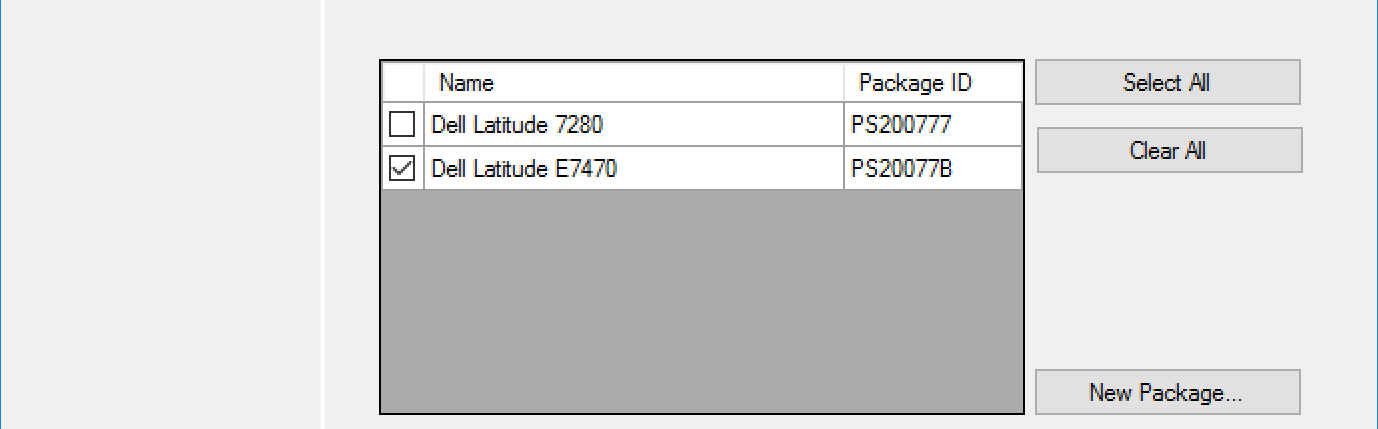 Name Package ID Select All
Dell Latitude 7280 PS200777
Clear All
Dell Latitude E7470 PS20077B
New Package...